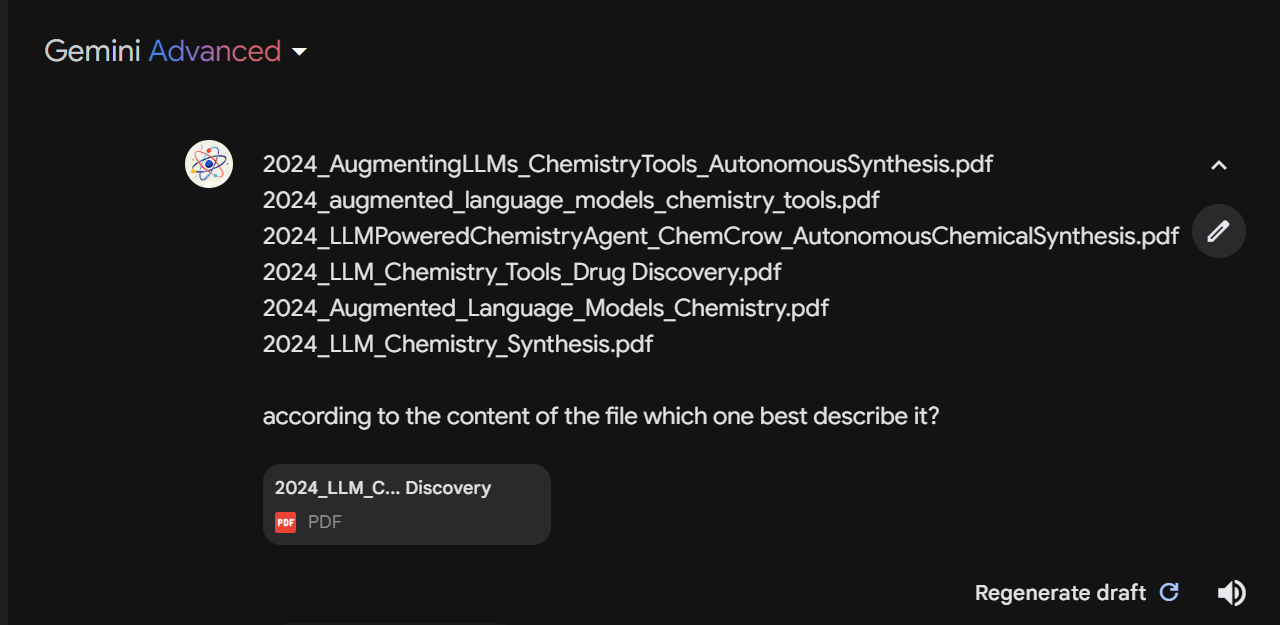 Gemini Advanced
2024_AugmentingLLMs_ChemistryTools_AutonomousSynthesis.pdf
2024_augmented_language_models_chemistry_tools.pdf
2024_LLMPoweredChemistryAgent_ChemCrow_AutonomousChemicalSynthesis.pdf
2024_LLM_Chemistry_Tools_Drug Discovery.pdf
2024_Augmented_Language_Models_Chemistry.pdf
2024_LLM_Chemistry_Synthesis.pdf
according to the content of the file which one best describe it?
2024_LLM_C... Discovery
PDF PDF
Regenerate draft